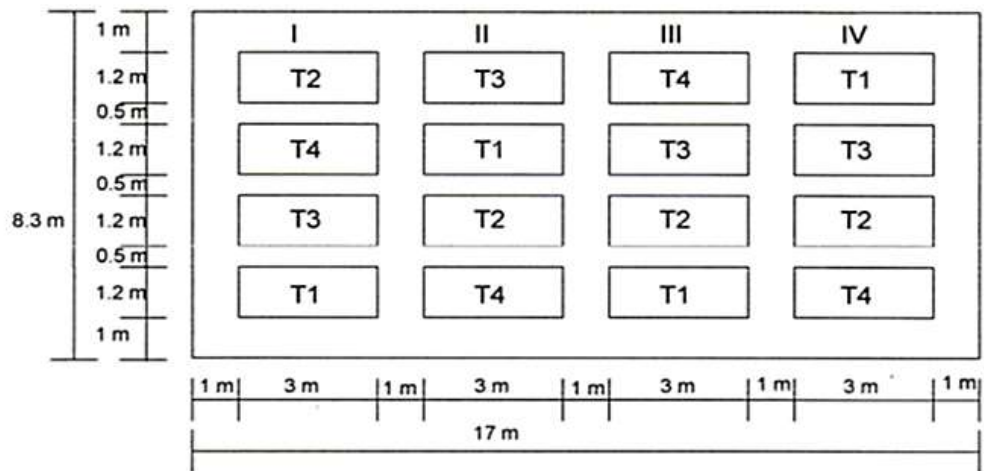 1 m I II III IV
1.2 m T2 T3 T4 T1
0.5 m
1.2 m T4 T1 T3 T3
0.5 m
8.3 m 1.2 m T3 T2 T2 T2
0.5 m
1.2 m T1 T4 T1 T4
1 m
1 m 3 m 1 m 3 m 1 m 3 m 1 m 3 m 1 m
17 m